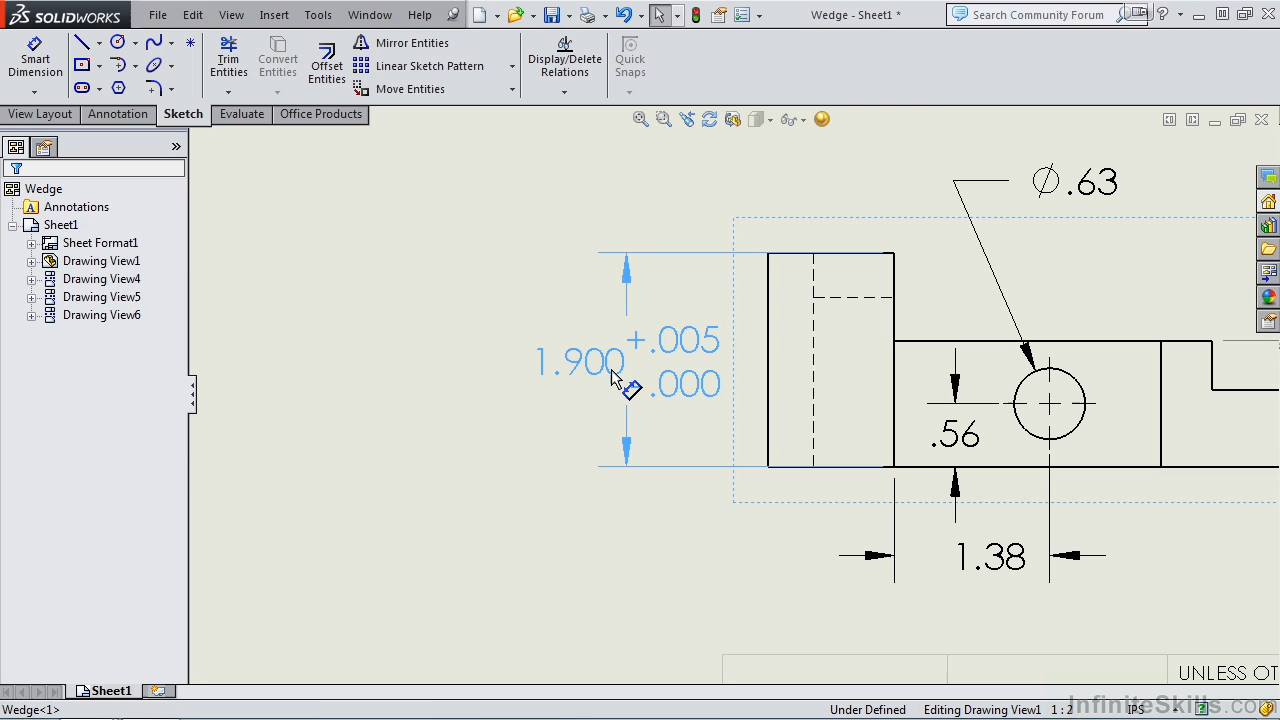 SOLIDWORKS File Edit View Insert Tools Window Help Wedge - Sheet1 * Search Community Forum
Smart Dimension
Trim Entities
Convert Entities
Offset Entities
Mirror Entities
Linear Sketch Pattern
Move Entities
Display/Delete Relations
Quick Snaps
View Layout Annotation Sketch Evaluate Office Products
Wedge
Annotations
Sheet1
Sheet Format1
Drawing View1
Drawing View4
Drawing View5
Drawing View6
Ø.63
+.005
1.900
.000
.56
1.38
UNLESS OT
Sheet1
Wedge<1> Under Defined Editing Drawing View1 1 : 2 IPS
InfiniteSkills.com